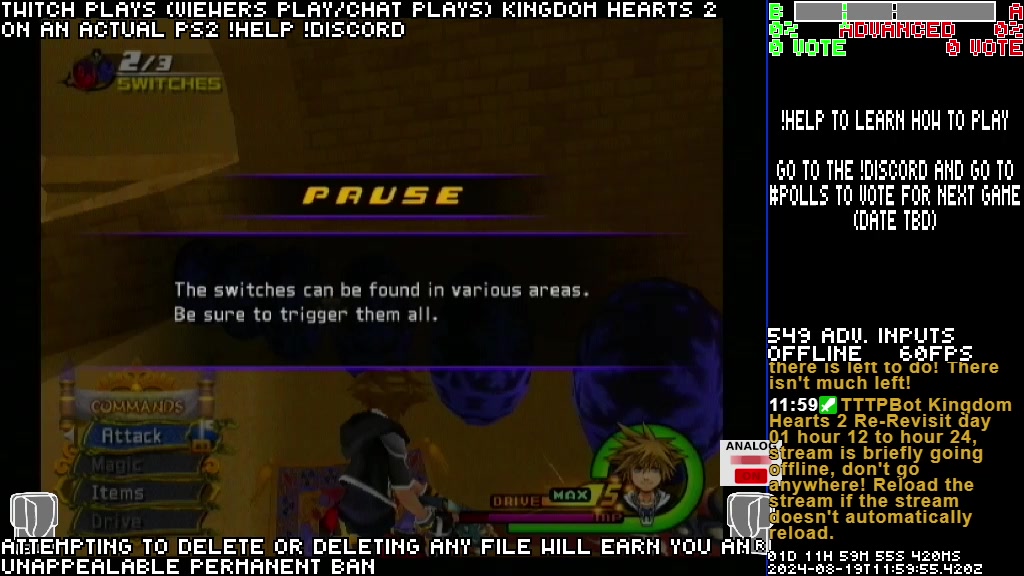 TWITCH PLAYS (VIEWERS PLAY/CHAT PLAYS) KINGDOM HEARTS 2
ON AN ACTUAL PS2 !HELP !DISCORD
2/3
SWITCHES
PAUSE
The switches can be found in various areas.
Be sure to trigger them all.
COMMANDS
Attack
Magic
Items
Drive
DRIVE MAX 5
ANALOG
ATTEMPTING TO DELETE OR DELETING ANY FILE WILL EARN YOU AN
UNAPPEALABLE PERMANENT BAN
B A
0% ADVANCED 0%
0 VOTE 0 VOTE
!HELP TO LEARN HOW TO PLAY
GO TO THE !DISCORD AND GO TO
#POLLS TO VOTE FOR NEXT GAME
(DATE TBD)
549 ADV. INPUTS
OFFLINE 60FPS
there is left to do! There
isn't much left!
11:59 TTTPBot Kingdom
Hearts 2 Re-Revisit day
01 hour 12 to hour 24,
stream is briefly going
offline, don't go
anywhere! Reload the
stream if the stream
doesn't automatically
reload.
01D 11H 59M 55S 420MS
2024-08-19T11:59:55.420Z